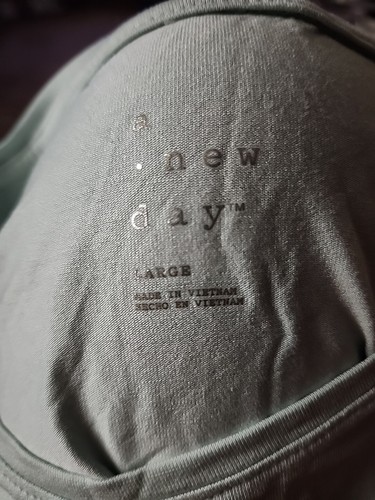 a
. new
day™
LARGE
MADE IN VIETNAM
HECHO EN VIETNAM